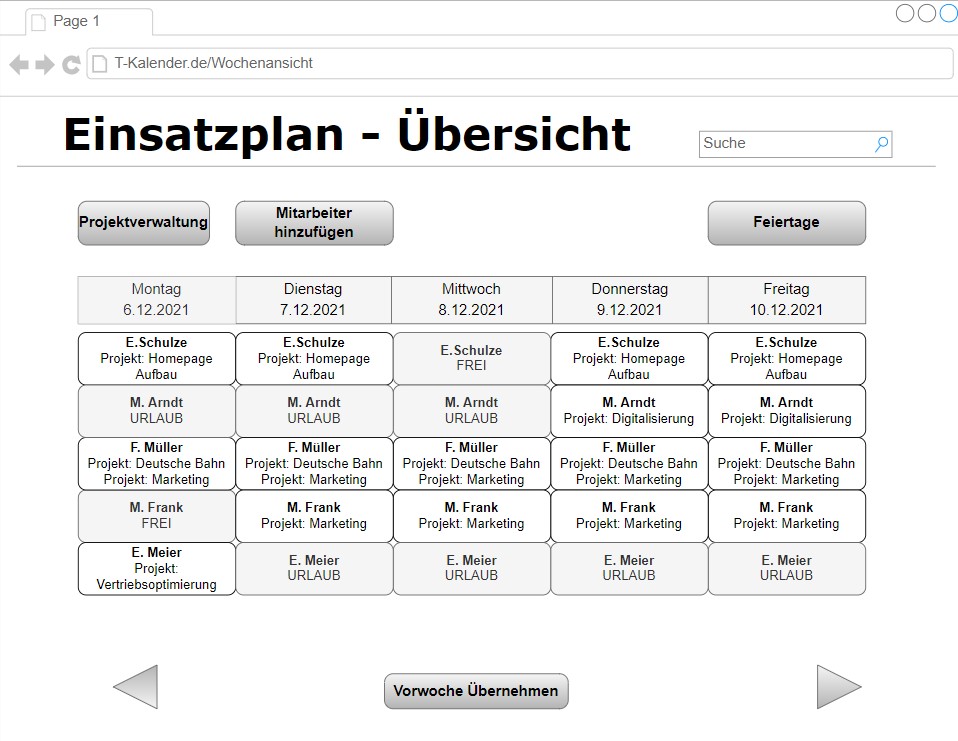 Page 1
T-Kalender.de/Wochenansicht
Einsatzplan - Übersicht
Suche
Projektverwaltung
Mitarbeiter
hinzufügen
Feiertage
Montag
6.12.2021
Dienstag
7.12.2021
Mittwoch
8.12.2021
Donnerstag
9.12.2021
Freitag
10.12.2021
E.Schulze
Projekt: Homepage
Aufbau
E.Schulze
Projekt: Homepage
Aufbau
E.Schulze
FREI
E.Schulze
Projekt: Homepage
Aufbau
E.Schulze
Projekt: Homepage
Aufbau
M. Arndt
URLAUB
M. Arndt
URLAUB
M. Arndt
URLAUB
M. Arndt
Projekt: Digitalisierung
M. Arndt
Projekt: Digitalisierung
F. Müller
Projekt: Deutsche Bahn
Projekt: Marketing
F. Müller
Projekt: Deutsche Bahn
Projekt: Marketing
F. Müller
Projekt: Deutsche Bahn
Projekt: Marketing
F. Müller
Projekt: Deutsche Bahn
Projekt: Marketing
F. Müller
Projekt: Deutsche Bahn
Projekt: Marketing
M. Frank
FREI
M. Frank
Projekt: Marketing
M. Frank
Projekt: Marketing
M. Frank
Projekt: Marketing
M. Frank
Projekt: Marketing
E. Meier
Projekt:
Vertriebsoptimierung
E. Meier
URLAUB
E. Meier
URLAUB
E. Meier
URLAUB
E. Meier
URLAUB
Vorwoche Übernehmen